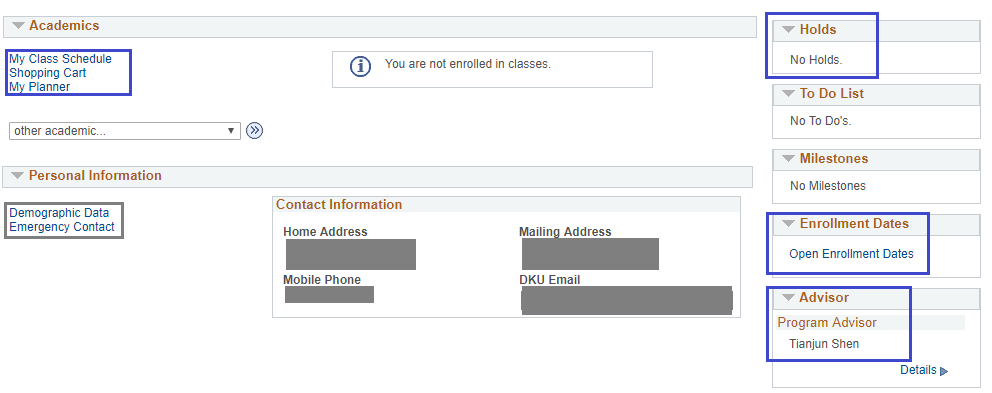 Academics
My Class Schedule
Shopping Cart
My Planner
You are not enrolled in classes.
other academic...
Personal Information
Demographic Data
Emergency Contact
Contact Information
Home Address
Mailing Address
Mobile Phone
DKU Email
Holds
No Holds.
To Do List
No To Do's.
Milestones
No Milestones
Enrollment Dates
Open Enrollment Dates
Advisor
Program Advisor
Tianjun Shen
Details